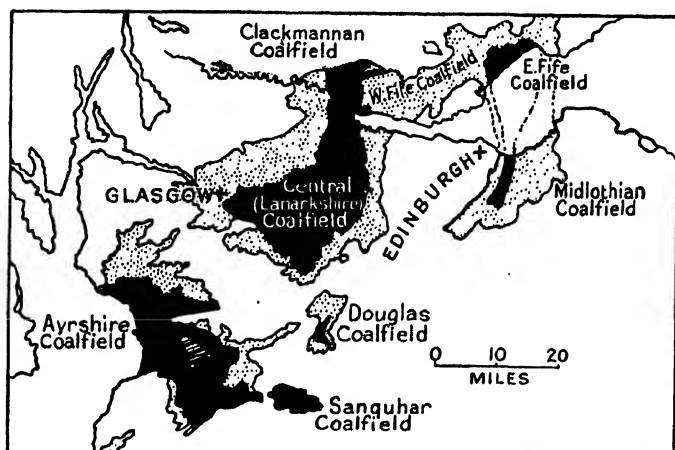 Clackmannan
Coalfield
W. Fife Coalfield
E. Fife
Coalfield
GLASGOW
Central
(Lanarkshire)
Coalfield
EDINBURGH
Midlothian
Coalfield
Ayrshire
Coalfield
Douglas
Coalfield
0 10 20
MILES
Sanquhar
Coalfield